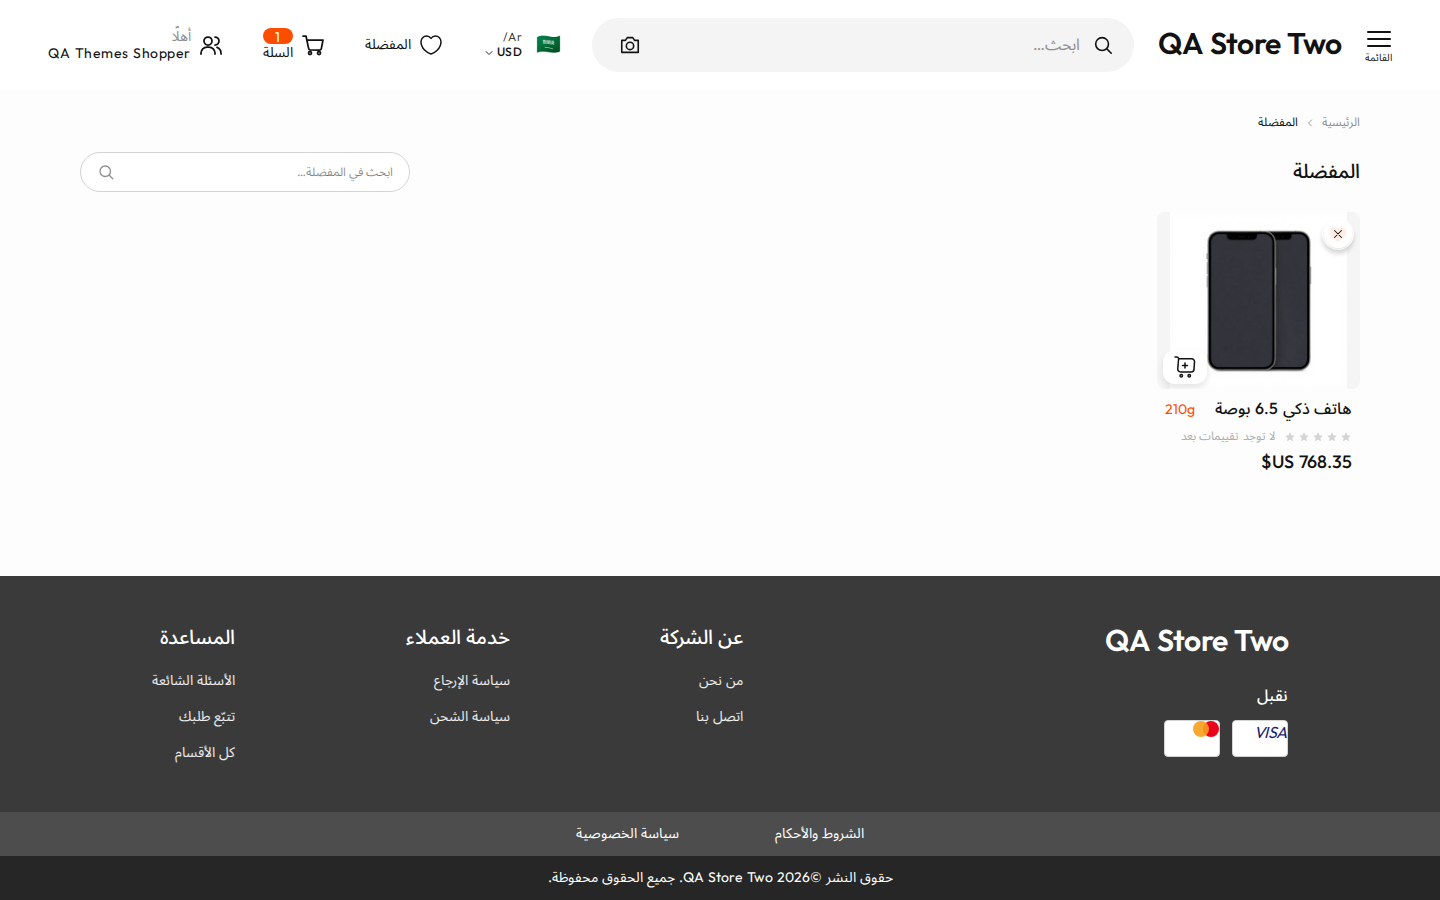 القائمة
QA Store Two
ابحث...
Ar/
USD
المفضلة
1
السلة
أهلًا
QA Themes Shopper
الرئيسية
المفضلة
المفضلة
ابحث في المفضلة...
هاتف ذكي 6.5 بوصة
210g
لا توجد تقييمات بعد
$US 768.35
QA Store Two
نقبل
VISA
عن الشركة
من نحن
اتصل بنا
خدمة العملاء
سياسة الإرجاع
سياسة الشحن
المساعدة
الأسئلة الشائعة
تتبّع طلبك
كل الأقسام
الشروط والأحكام
سياسة الخصوصية
حقوق النشر ©2026 QA Store Two. جميع الحقوق محفوظة.